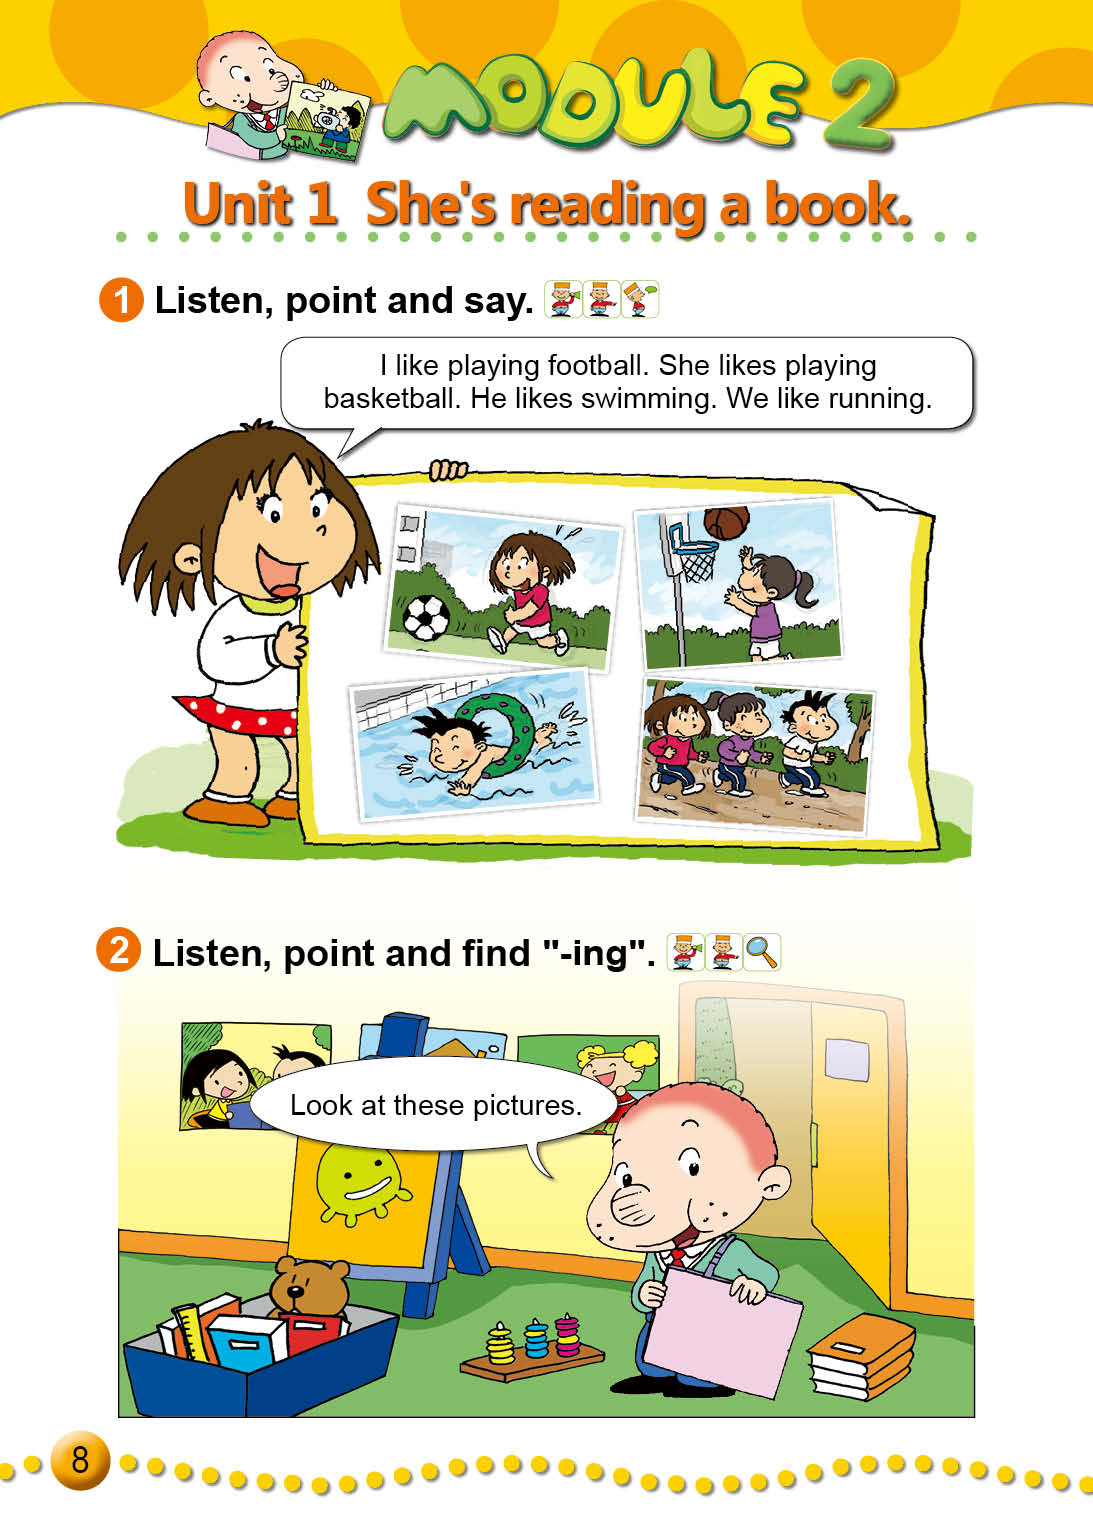 MODULE 2
Unit 1 She's reading a book.
1 Listen, point and say.
I like playing football. She likes playing
basketball. He likes swimming. We like running.
2 Listen, point and find "-ing".
Look at these pictures.
8